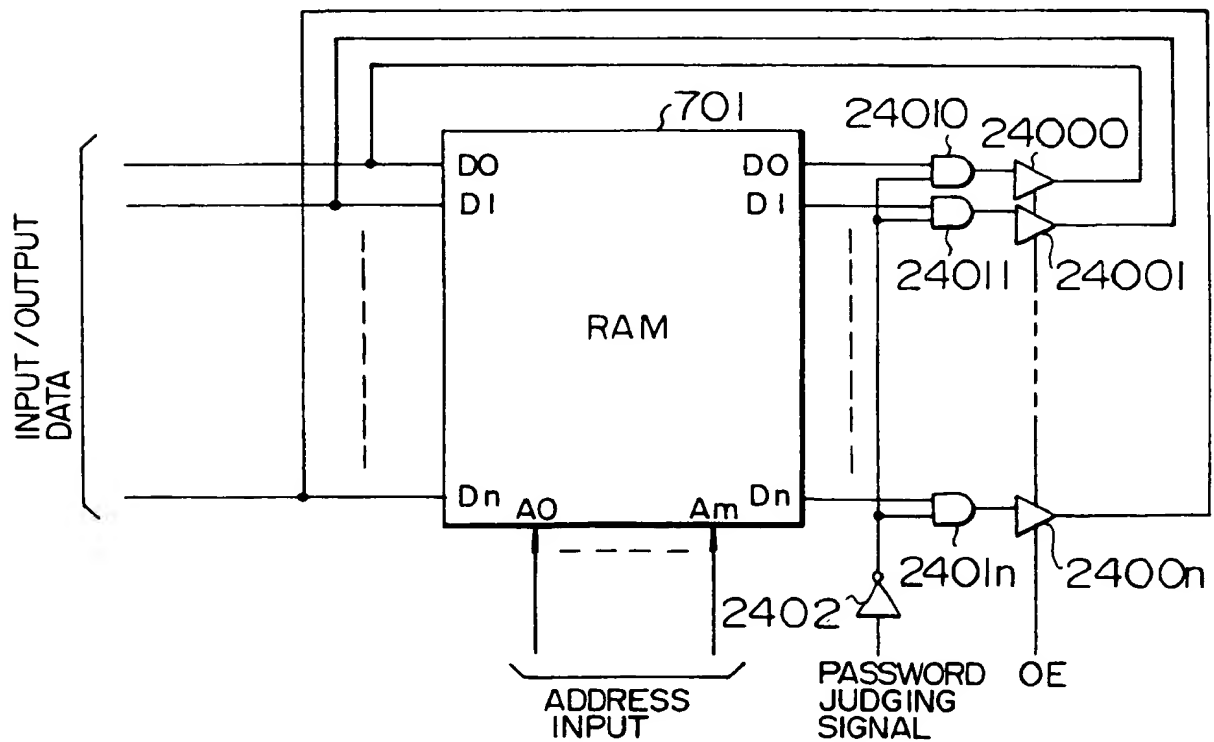 701
24010
24000
D0
D0
D1
D1
24011
24001
INPUT/OUTPUT
DATA
RAM
Dn
A0
Am
Dn
2401n
2400n
2402
PASSWORD
JUDGING
SIGNAL
OE
ADDRESS
INPUT